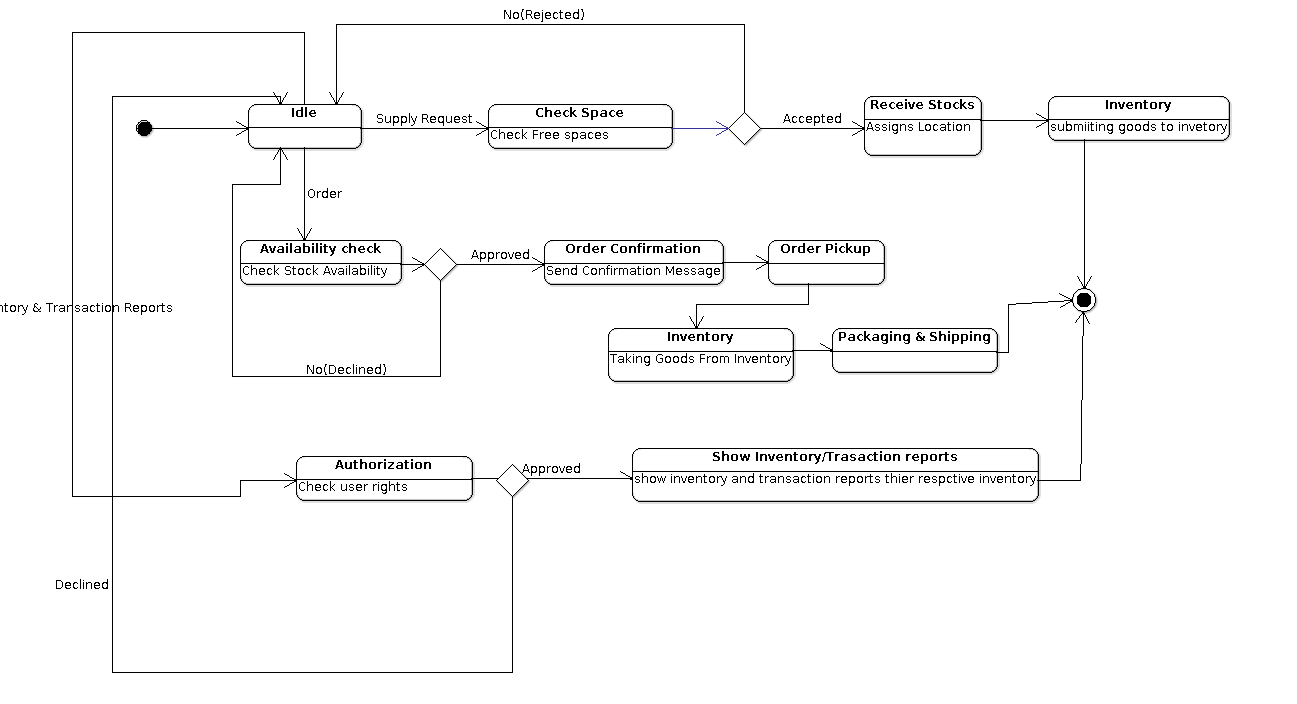 No(Rejected)
Idle
Supply Request
Check Space
Check Free spaces
Accepted
Receive Stocks
Assigns Location
Inventory
submiiting goods to invetory
Order
Availability check
Check Stock Availability
Approved
Order Confirmation
Send Confirmation Message
Order Pickup
ntory & Transaction Reports
Inventory
Taking Goods From Inventory
Packaging & Shipping
No(Declined)
Authorization
Check user rights
Approved
Show Inventory/Trasaction reports
show inventory and transaction reports thier respctive inventory
Declined